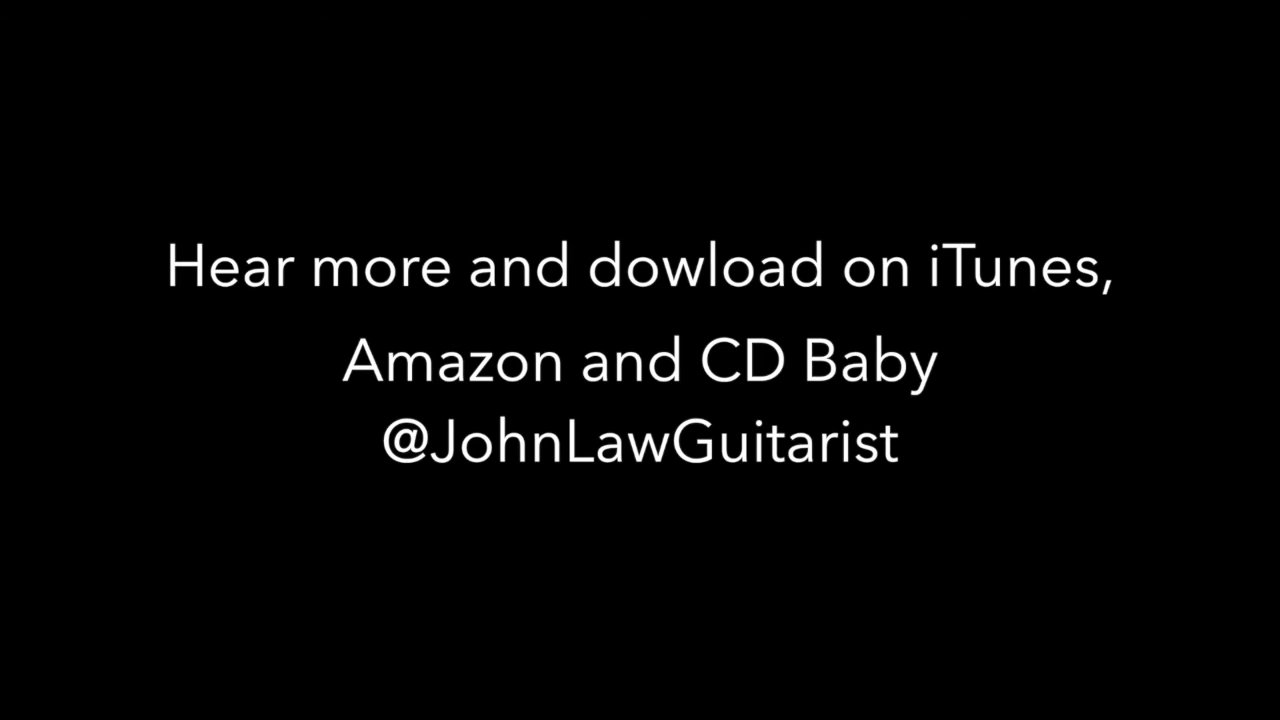 Hear more and dowload on iTunes,
Amazon and CD Baby
@JohnLawGuitarist